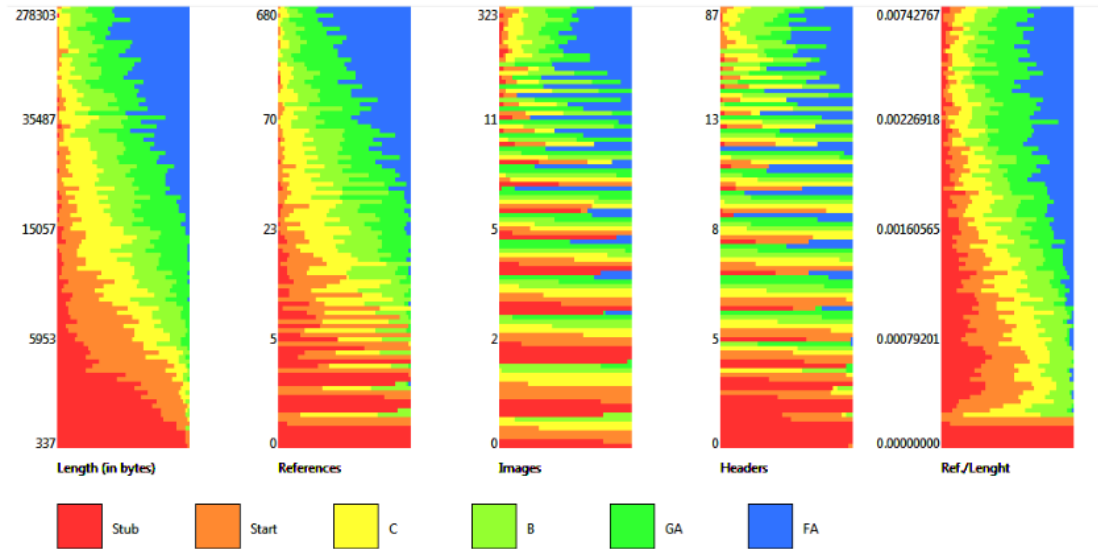 278303 680 323 87 0.00742767
35487 70 11 13 0.00226918
15057 23 5 8 0.00160565
5953 5 2 5 0.00079201
337 0 0 0 0.00000000
Length (in bytes) References Images Headers Ref./Lenght
Stub Start C B GA FA